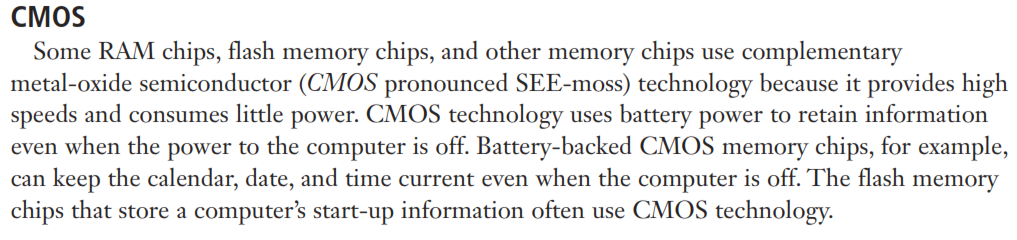 CMOS
Some RAM chips, flash memory chips, and other memory chips use complementary
metal-oxide semiconductor (CMOS pronounced SEE-moss) technology because it provides high
speeds and consumes little power. CMOS technology uses battery power to retain information
even when the power to the computer is off. Battery-backed CMOS memory chips, for example,
can keep the calendar, date, and time current even when the computer is off. The flash memory
chips that store a computer’s start-up information often use CMOS technology.